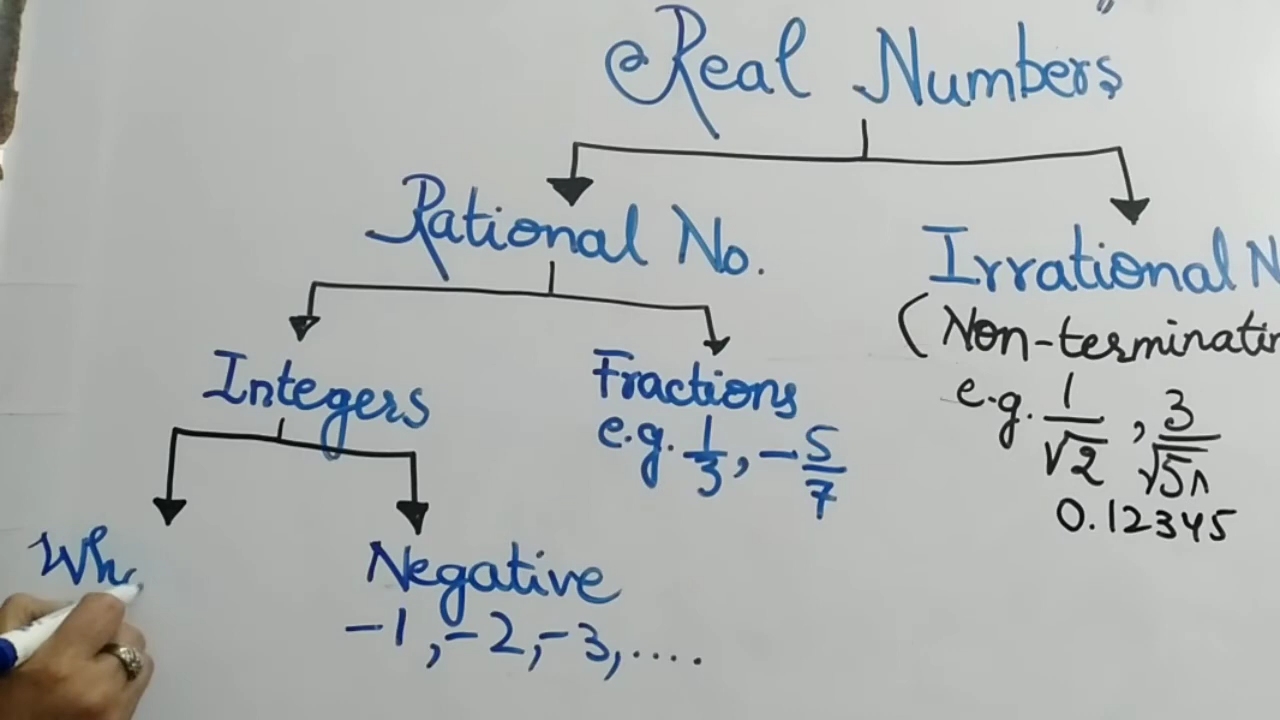 Real Numbers
Rational No.
Irrational N
(Non-terminatin
Integers
Fractions
e.g. 1/3, -5/7
e.g. 1/√2, 3/√5
0.12345
Wh
Negative
-1, -2, -3, ....